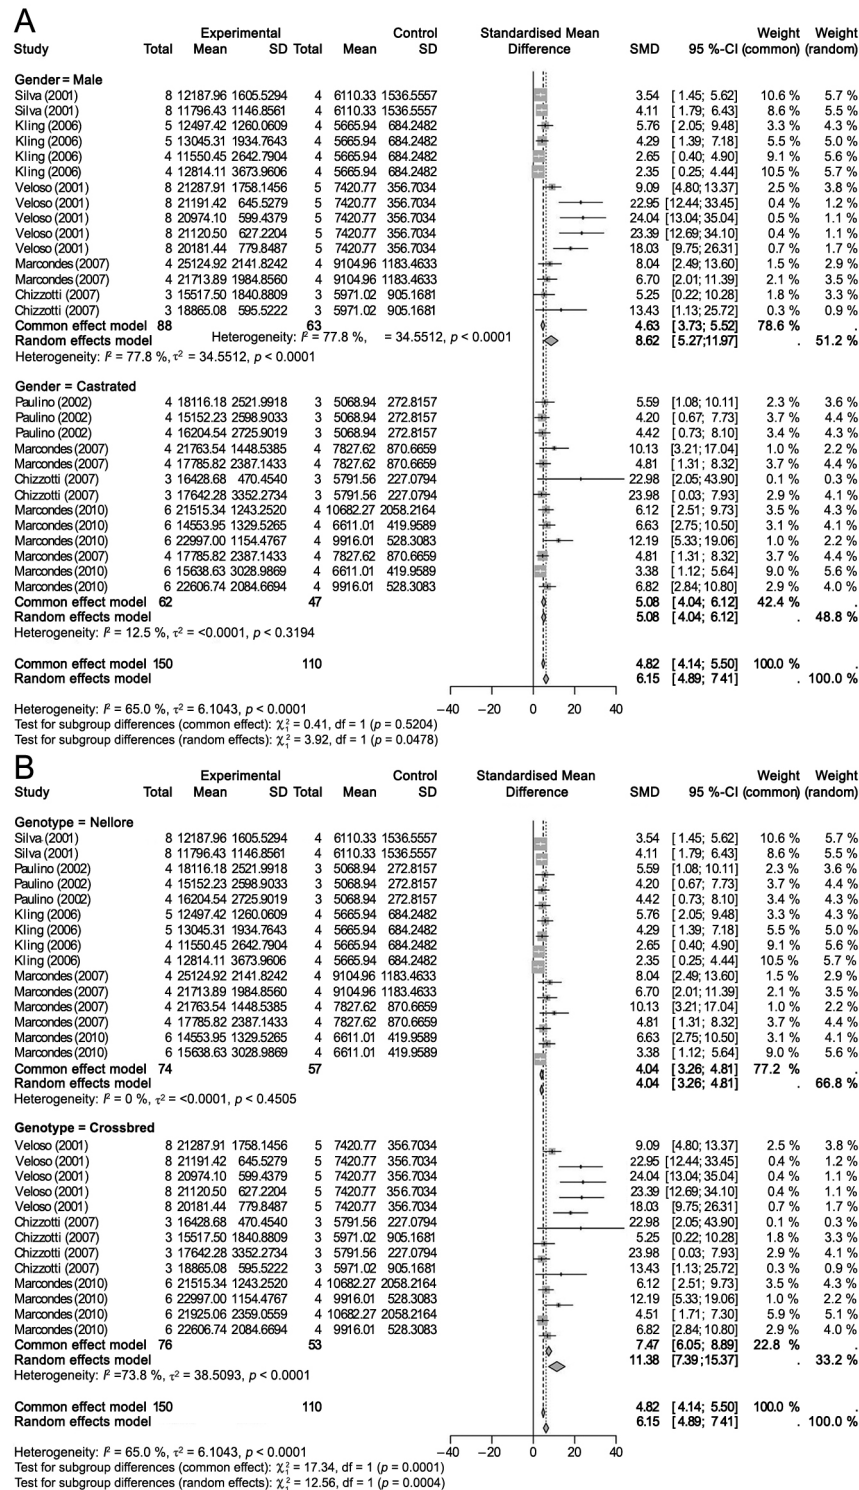 A
Experimental Control Standardised Mean Weight Weight
Study Total Mean SD Total Mean SD Difference SMD 95 %-CI (common) (random)
Gender = Male
Silva (2001) 8 12187.96 1605.5294 4 6110.33 1536.5557 3.54 [ 1.45; 5.62] 10.6 % 5.7 %
Silva (2001) 8 11796.43 1146.8561 4 6110.33 1536.5557 4.11 [ 1.79; 6.43] 8.6 % 5.5 %
Kling (2006) 5 12497.42 1260.0609 4 5665.94 684.2482 5.76 [ 2.05; 9.48] 3.3 % 4.3 %
Kling (2006) 5 13045.31 1934.7643 4 5665.94 684.2482 4.29 [ 1.39; 7.18] 5.5 % 5.0 %
Kling (2006) 4 11550.45 2642.7904 4 5665.94 684.2482 2.65 [ 0.40; 4.90] 9.1 % 5.6 %
Kling (2006) 4 12814.11 3673.9606 4 5665.94 684.2482 2.35 [ 0.25; 4.44] 10.5 % 5.7 %
Veloso (2001) 8 21287.91 1758.1456 5 7420.77 356.7034 9.09 [4.80; 13.37] 2.5 % 3.8 %
Veloso (2001) 8 21191.42 645.5279 5 7420.77 356.7034 22.95 [12.44; 33.45] 0.4 % 1.2 %
Veloso (2001) 8 20974.10 599.4379 5 7420.77 356.7034 24.04 [13.04; 35.04] 0.5 % 1.1 %
Veloso (2001) 8 21120.50 627.2204 5 7420.77 356.7034 23.39 [12.69; 34.10] 0.4 % 1.1 %
Veloso (2001) 8 20181.44 779.8487 5 7420.77 356.7034 18.03 [9.75; 26.31] 0.7 % 1.7 %
Marcondes (2007) 4 25124.92 2141.8242 4 9104.96 1183.4633 8.04 [2.49; 13.60] 1.5 % 2.9 %
Marcondes (2007) 4 21713.89 1984.8560 4 9104.96 1183.4633 6.70 [2.01; 11.39] 2.1 % 3.5 %
Chizzotti (2007) 3 15517.50 1840.8809 3 5971.02 905.1681 5.25 [0.22; 10.28] 1.8 % 3.3 %
Chizzotti (2007) 3 18865.08 595.5222 3 5971.02 905.1681 13.43 [1.13; 25.72] 0.3 % 0.9 %
Common effect model 88 63 4.63 [3.73; 5.52] 78.6 % .
Random effects model Heterogeneity: I² = 77.8 %, = 34.5512, p < 0.0001 8.62 [5.27;11.97] . 51.2 %
Heterogeneity: I² = 77.8 %, τ² = 34.5512, p < 0.0001
Gender = Castrated
Paulino (2002) 4 18116.18 2521.9918 3 5068.94 272.8157 5.59 [1.08; 10.11] 2.3 % 3.6 %
Paulino (2002) 4 15152.23 2598.9033 3 5068.94 272.8157 4.20 [ 0.67; 7.73] 3.7 % 4.4 %
Paulino (2002) 4 16204.54 2725.9019 3 5068.94 272.8157 4.42 [ 0.73; 8.10] 3.4 % 4.3 %
Marcondes (2007) 4 21763.54 1448.5385 4 7827.62 870.6659 10.13 [3.21; 17.04] 1.0 % 2.2 %
Marcondes (2007) 4 17785.82 2387.1433 4 7827.62 870.6659 4.81 [ 1.31; 8.32] 3.7 % 4.4 %
Chizzotti (2007) 3 16428.68 470.4540 3 5791.56 227.0794 22.98 [2.05; 43.90] 0.1 % 0.3 %
Chizzotti (2007) 3 17642.28 3352.2734 3 5791.56 227.0794 23.98 [ 0.03; 7.93] 2.9 % 4.1 %
Marcondes (2010) 6 21515.34 1243.2520 4 10682.27 2058.2164 6.12 [ 2.51; 9.73] 3.5 % 4.3 %
Marcondes (2010) 6 14553.95 1329.5265 4 6611.01 419.9589 6.63 [2.75; 10.50] 3.1 % 4.1 %
Marcondes (2010) 6 22997.00 1154.4767 4 9916.01 528.3083 12.19 [5.33; 19.06] 1.0 % 2.2 %
Marcondes (2007) 4 17785.82 2387.1433 4 7827.62 870.6659 4.81 [ 1.31; 8.32] 3.7 % 4.4 %
Marcondes (2010) 6 15638.63 3028.9869 4 6611.01 419.9589 3.38 [ 1.12; 5.64] 9.0 % 5.6 %
Marcondes (2010) 6 22606.74 2084.6694 4 9916.01 528.3083 6.82 [2.84; 10.80] 2.9 % 4.0 %
Common effect model 62 47 5.08 [ 4.04; 6.12] 42.4 % .
Random effects model 5.08 [ 4.04; 6.12] . 48.8 %
Heterogeneity: I² = 12.5 %, τ² = <0.0001, p < 0.3194
Common effect model 150 110 4.82 [4.14; 5.50] 100.0 % .
Random effects model 6.15 [4.89; 7 41] . 100.0 %
Heterogeneity: I² = 65.0 %, τ² = 6.1043, p < 0.0001
−40 −20 0 20 40
Test for subgroup differences (common effect): χ²₁ = 0.41, df = 1 (p = 0.5204)
Test for subgroup differences (random effects): χ²₁ = 3.92, df = 1 (p = 0.0478)
B
Experimental Control Standardised Mean Weight Weight
Study Total Mean SD Total Mean SD Difference SMD 95 %-CI (common) (random)
Genotype = Nellore
Silva (2001) 8 12187.96 1605.5294 4 6110.33 1536.5557 3.54 [ 1.45; 5.62] 10.6 % 5.7 %
Silva (2001) 8 11796.43 1146.8561 4 6110.33 1536.5557 4.11 [ 1.79; 6.43] 8.6 % 5.5 %
Paulino (2002) 4 18116.18 2521.9918 3 5068.94 272.8157 5.59 [1.08; 10.11] 2.3 % 3.6 %
Paulino (2002) 4 15152.23 2598.9033 3 5068.94 272.8157 4.20 [ 0.67; 7.73] 3.7 % 4.4 %
Paulino (2002) 4 16204.54 2725.9019 3 5068.94 272.8157 4.42 [ 0.73; 8.10] 3.4 % 4.3 %
Kling (2006) 5 12497.42 1260.0609 4 5665.94 684.2482 5.76 [ 2.05; 9.48] 3.3 % 4.3 %
Kling (2006) 5 13045.31 1934.7643 4 5665.94 684.2482 4.29 [ 1.39; 7.18] 5.5 % 5.0 %
Kling (2006) 4 11550.45 2642.7904 4 5665.94 684.2482 2.65 [ 0.40; 4.90] 9.1 % 5.6 %
Kling (2006) 4 12814.11 3673.9606 4 5665.94 684.2482 2.35 [ 0.25; 4.44] 10.5 % 5.7 %
Marcondes (2007) 4 25124.92 2141.8242 4 9104.96 1183.4633 8.04 [2.49; 13.60] 1.5 % 2.9 %
Marcondes (2007) 4 21713.89 1984.8560 4 9104.96 1183.4633 6.70 [2.01; 11.39] 2.1 % 3.5 %
Marcondes (2007) 4 21763.54 1448.5385 4 7827.62 870.6659 10.13 [3.21; 17.04] 1.0 % 2.2 %
Marcondes (2007) 4 17785.82 2387.1433 4 7827.62 870.6659 4.81 [ 1.31; 8.32] 3.7 % 4.4 %
Marcondes (2010) 6 14553.95 1329.5265 4 6611.01 419.9589 6.63 [2.75; 10.50] 3.1 % 4.1 %
Marcondes (2010) 6 15638.63 3028.9869 4 6611.01 419.9589 3.38 [ 1.12; 5.64] 9.0 % 5.6 %
Common effect model 74 57 4.04 [3.26; 4.81] 77.2 % .
Random effects model 4.04 [3.26; 4.81] . 66.8 %
Heterogeneity: I² = 0 %, τ² = <0.0001, p < 0.4505
Genotype = Crossbred
Veloso (2001) 8 21287.91 1758.1456 5 7420.77 356.7034 9.09 [4.80; 13.37] 2.5 % 3.8 %
Veloso (2001) 8 21191.42 645.5279 5 7420.77 356.7034 22.95 [12.44; 33.45] 0.4 % 1.2 %
Veloso (2001) 8 20974.10 599.4379 5 7420.77 356.7034 24.04 [13.04; 35.04] 0.4 % 1.1 %
Veloso (2001) 8 21120.50 627.2204 5 7420.77 356.7034 23.39 [12.69; 34.10] 0.4 % 1.1 %
Veloso (2001) 8 20181.44 779.8487 5 7420.77 356.7034 18.03 [9.75; 26.31] 0.7 % 1.7 %
Chizzotti (2007) 3 16428.68 470.4540 3 5791.56 227.0794 22.98 [2.05; 43.90] 0.1 % 0.3 %
Chizzotti (2007) 3 15517.50 1840.8809 3 5971.02 905.1681 5.25 [0.22; 10.28] 1.8 % 3.3 %
Chizzotti (2007) 3 17642.28 3352.2734 3 5791.56 227.0794 23.98 [ 0.03; 7.93] 2.9 % 4.1 %
Chizzotti (2007) 3 18865.08 595.5222 3 5971.02 905.1681 13.43 [1.13; 25.72] 0.3 % 0.9 %
Marcondes (2010) 6 21515.34 1243.2520 4 10682.27 2058.2164 6.12 [ 2.51; 9.73] 3.5 % 4.3 %
Marcondes (2010) 6 22997.00 1154.4767 4 9916.01 528.3083 12.19 [5.33; 19.06] 1.0 % 2.2 %
Marcondes (2010) 6 21925.06 2359.0559 4 10682.27 2058.2164 4.51 [ 1.71; 7.30] 5.9 % 5.1 %
Marcondes (2010) 6 22606.74 2084.6694 4 9916.01 528.3083 6.82 [2.84; 10.80] 2.9 % 4.0 %
Common effect model 76 53 7.47 [6.05; 8.89] 22.8 % .
Random effects model 11.38 [7.39;15.37] . 33.2 %
Heterogeneity: I² =73.8 %, τ² = 38.5093, p < 0.0001
Common effect model 150 110 4.82 [4.14; 5.50] 100.0 % .
Random effects model 6.15 [4.89; 7 41] . 100.0 %
Heterogeneity: I² = 65.0 %, τ² = 6.1043, p < 0.0001
−40 −20 0 20 40
Test for subgroup differences (common effect): χ²₁ = 17.34, df = 1 (p = 0.0001)
Test for subgroup differences (random effects): χ²₁ = 12.56, df = 1 (p = 0.0004)